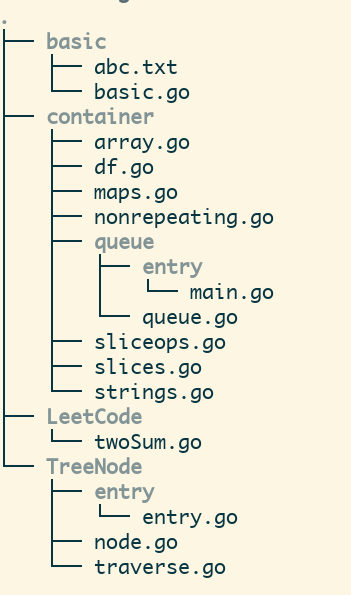 .
├── basic
│   ├── abc.txt
│   └── basic.go
├── container
│   ├── array.go
│   ├── df.go
│   ├── maps.go
│   ├── nonrepeating.go
│   ├── queue
│   │   ├── entry
│   │   │   └── main.go
│   │   └── queue.go
│   ├── sliceops.go
│   ├── slices.go
│   └── strings.go
├── LeetCode
│   └── twoSum.go
└── TreeNode
    ├── entry
    │   └── entry.go
    ├── node.go
    └── traverse.go